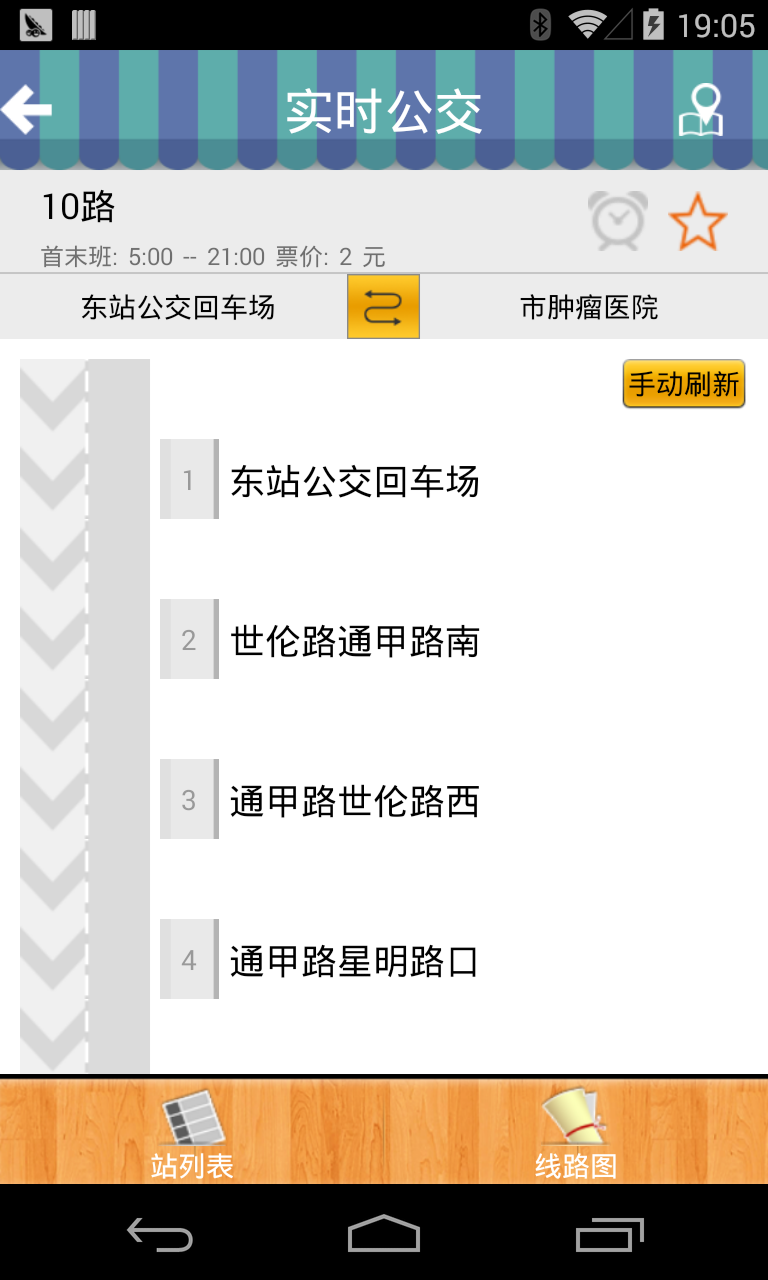 19:05
实时公交
10路
首末班: 5:00 -- 21:00 票价: 2 元
东站公交回车场
市肿瘤医院
手动刷新
1 东站公交回车场
2 世伦路通甲路南
3 通甲路世伦路西
4 通甲路星明路口
站列表
线路图